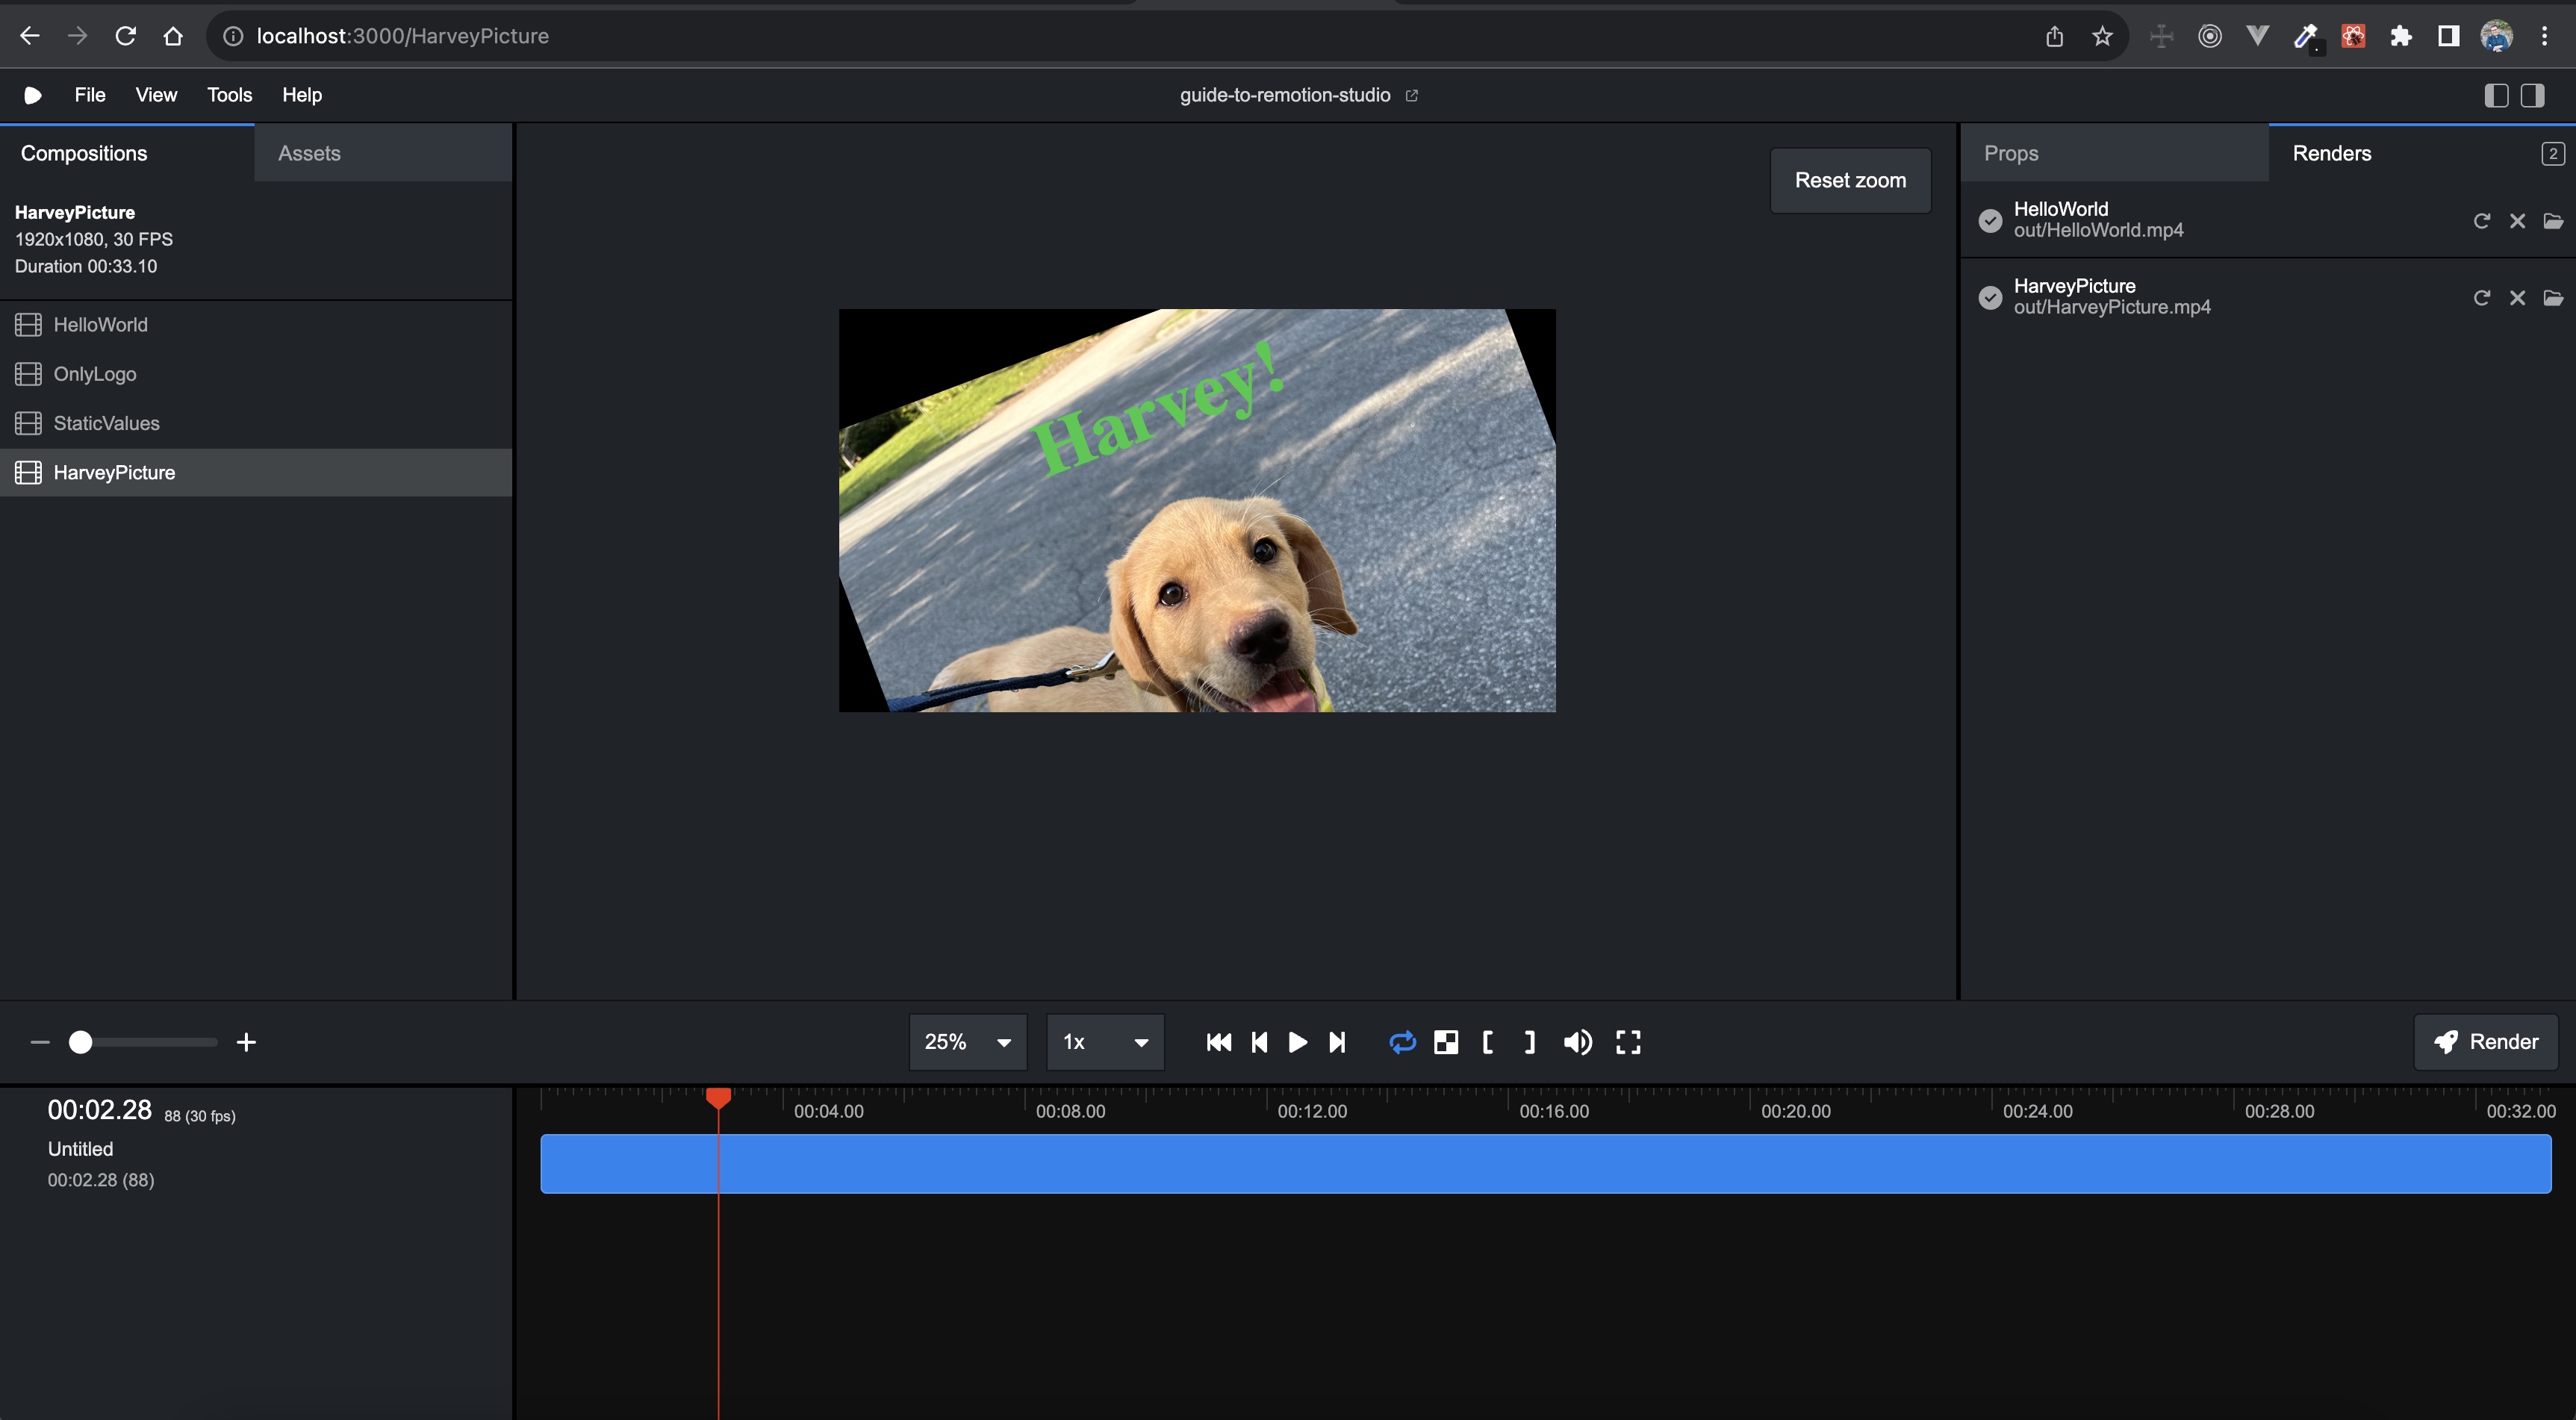 localhost:3000/HarveyPicture
File View Tools Help
guide-to-remotion-studio
Compositions
Assets
HarveyPicture
1920x1080, 30 FPS
Duration 00:33.10
HelloWorld
OnlyLogo
StaticValues
HarveyPicture
Reset zoom
Harvey!
Props
Renders
2
HelloWorld
out/HelloWorld.mp4
HarveyPicture
out/HarveyPicture.mp4
25%
1x
Render
00:02.28 88 (30 fps)
Untitled
00:02.28 (88)
00:04.00 00:08.00 00:12.00 00:16.00 00:20.00 00:24.00 00:28.00 00:32.00